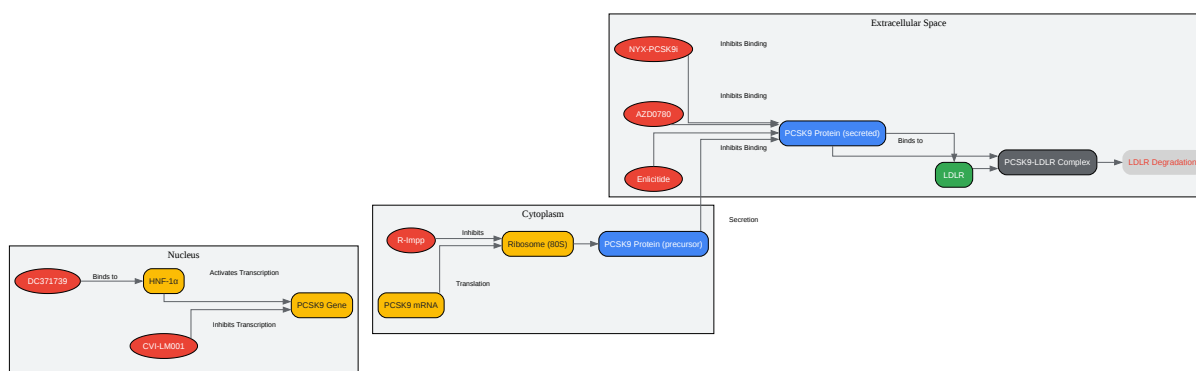 Extracellular Space
NYX-PCSK9i
Inhibits Binding
Inhibits Binding
AZD0780
PCSK9 Protein (secreted)
Binds to
Inhibits Binding
PCSK9-LDLR Complex
LDLR Degradation
LDLR
Enlicitide
Cytoplasm
Secretion
R-Impp
Inhibits
Ribosome (80S)
PCSK9 Protein (precursor)
Translation
PCSK9 mRNA
Nucleus
DC371739
Binds to
HNF-1α
Activates Transcription
PCSK9 Gene
Inhibits Transcription
CVI-LM001